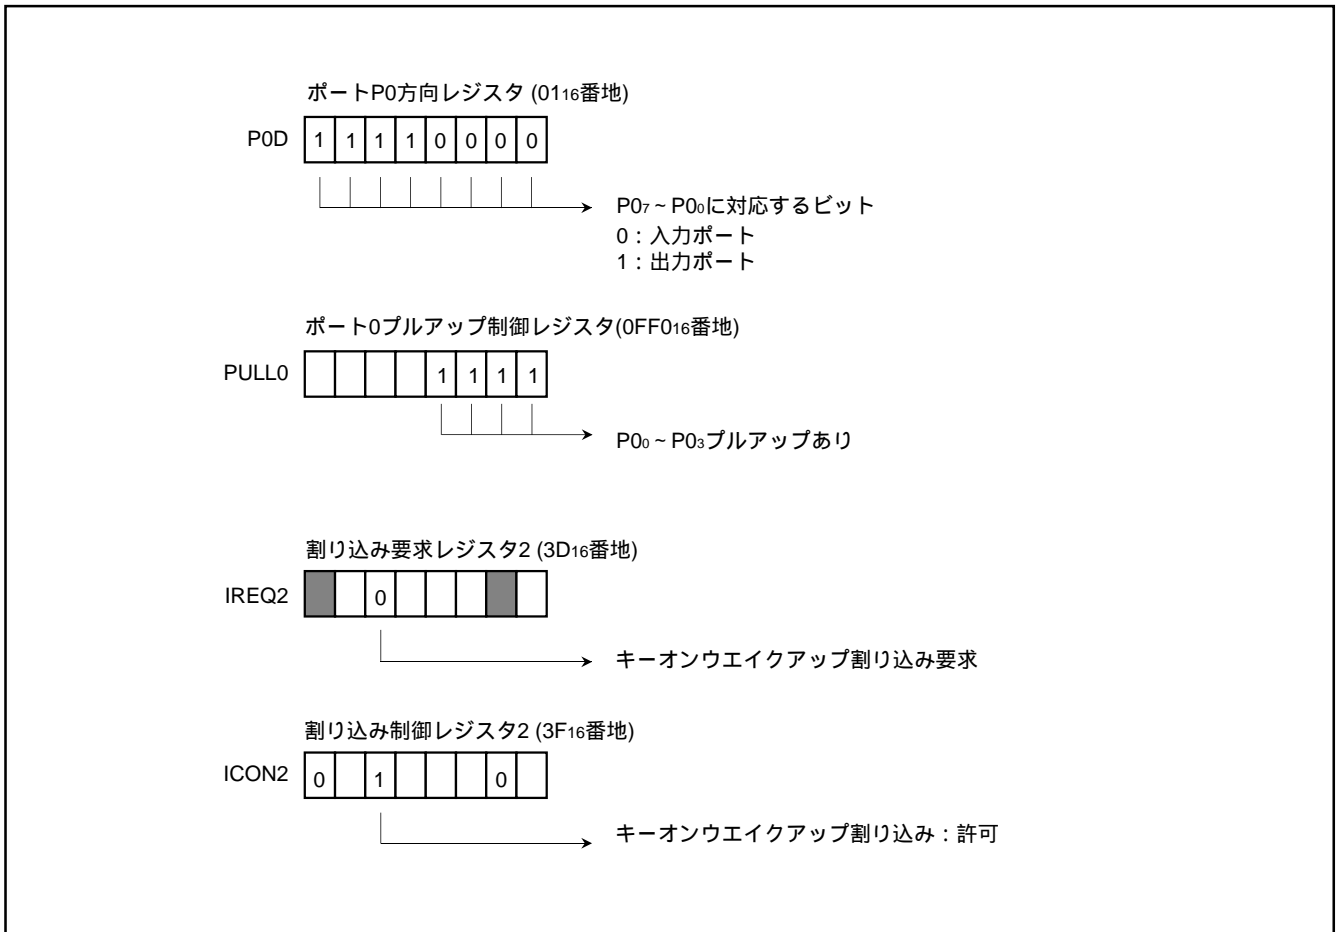 ポートP0方向レジスタ (0116番地)
P0D 1 1 1 1 0 0 0 0
P07 ~ P00に対応するビット
0 : 入力ポート
1 : 出力ポート
ポート0プルアップ制御レジスタ(0FF016番地)
PULL0 1 1 1 1
P00 ~ P03プルアップあり
割り込み要求レジスタ2 (3D16番地)
IREQ2 0
キーオンウエイクアップ割り込み要求
割り込み制御レジスタ2 (3F16番地)
ICON2 0 1 0
キーオンウエイクアップ割り込み : 許可